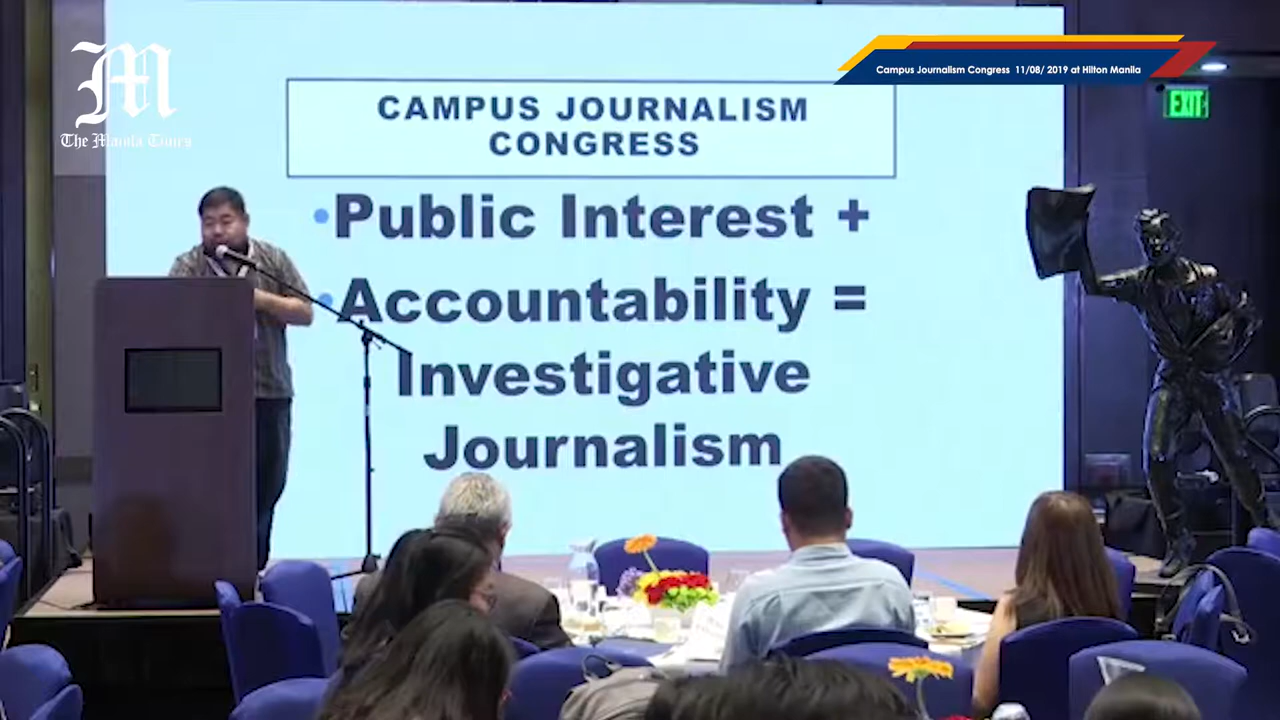 M
The Manila Times
Campus Journalism Congress 11/08/ 2019 at Hilton Manila
EXIT
CAMPUS JOURNALISM
CONGRESS
•Public Interest +
•Accountability =
Investigative
Journalism